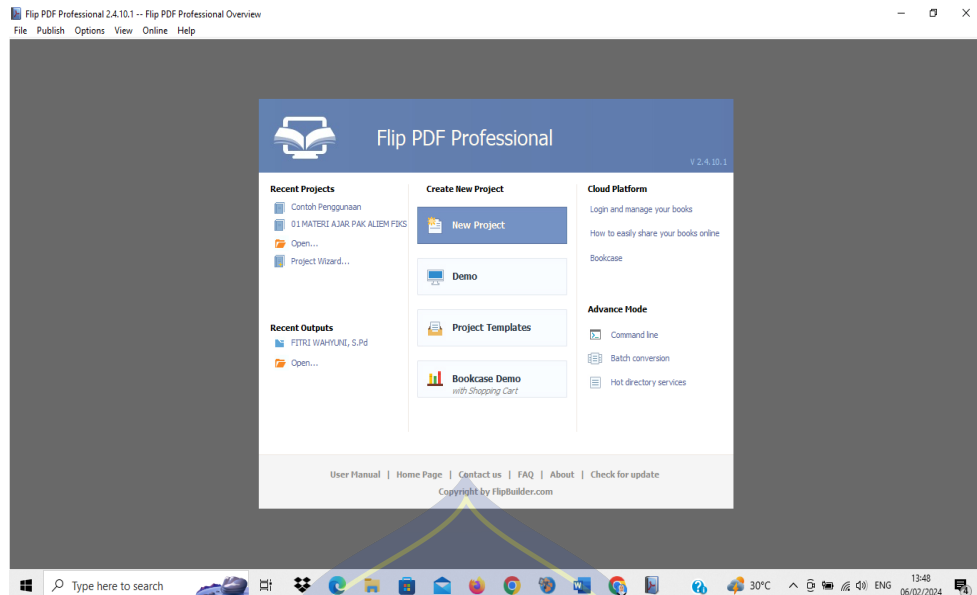 Flip PDF Professional 2.4.10.1 -- Flip PDF Professional Overview
File Publish Options View Online Help
Flip PDF Professional
V 2.4.10.1
Recent Projects
Contoh Penggunaan
01 MATERI AJAR PAK ALIEM FIKS
Open...
Project Wizard...
Recent Outputs
FITRI WAHYUNI, S.Pd
Open...
Create New Project
New Project
Demo
Project Templates
Bookcase Demo
with Shopping Cart
Cloud Platform
Login and manage your books
How to easily share your books online
Bookcase
Advance Mode
Command line
Batch conversion
Hot directory services
User Manual | Home Page | Contact us | FAQ | About | Check for update
Copyright by FlipBuilder.com
Type here to search
30°C
ENG
13:48
06/02/2024